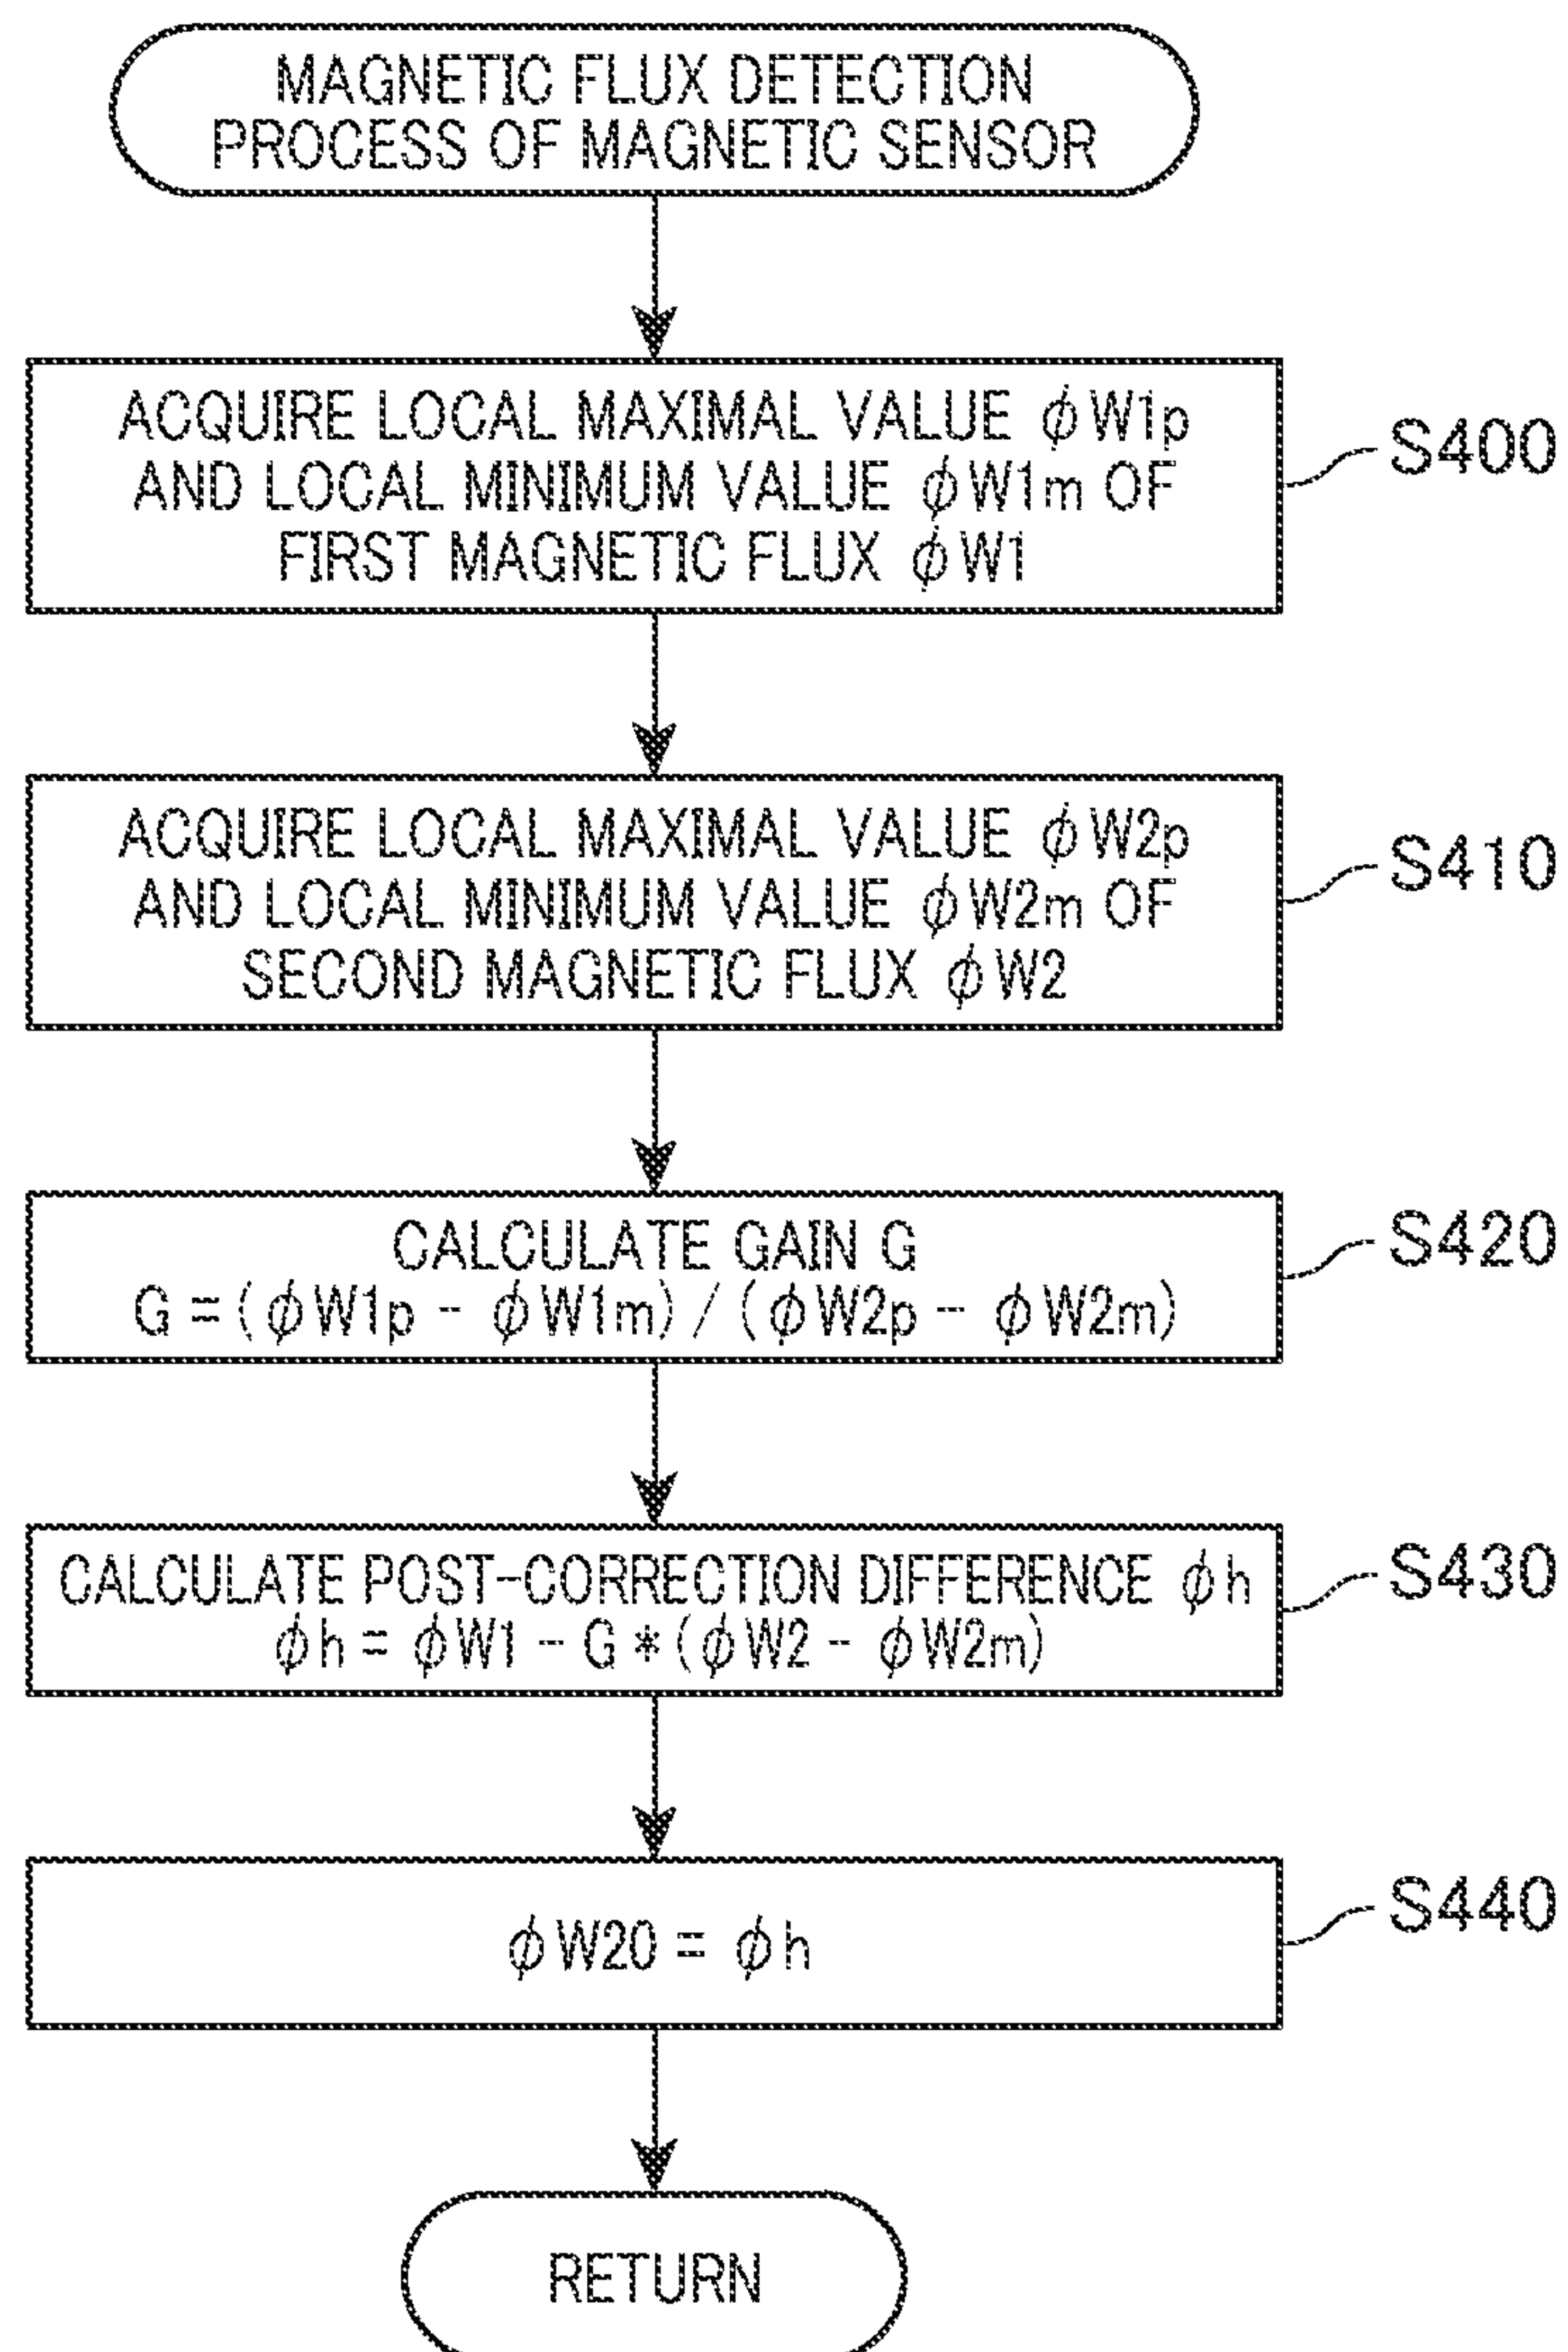 MAGNETIC FLUX DETECTION
PROCESS OF MAGNETIC SENSOR
ACQUIRE LOCAL MAXIMAL VALUE ϕW1p
AND LOCAL MINIMUM VALUE ϕW1m OF
FIRST MAGNETIC FLUX ϕW1
S400
ACQUIRE LOCAL MAXIMAL VALUE ϕW2p
AND LOCAL MINIMUM VALUE ϕW2m OF
SECOND MAGNETIC FLUX ϕW2
S410
CALCULATE GAIN G
G = (ϕW1p - ϕW1m) / (ϕW2p - ϕW2m)
S420
CALCULATE POST-CORRECTION DIFFERENCE ϕh
ϕh = ϕW1 - G * (ϕW2 - ϕW2m)
S430
ϕW20 = ϕh
S440
RETURN